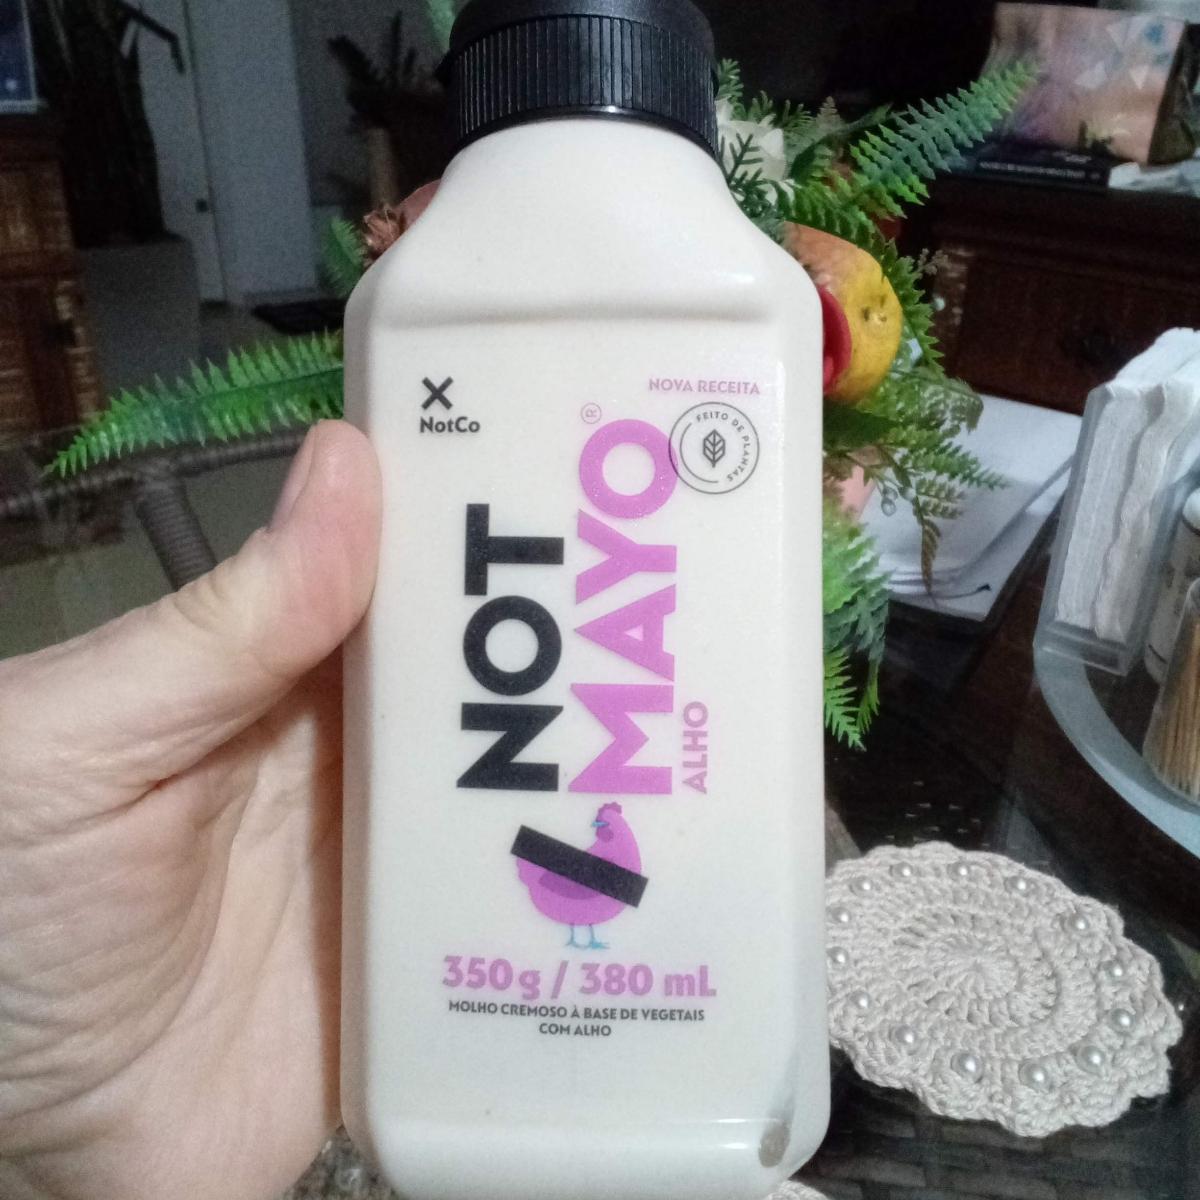 NotCo
NOVA RECEITA
FEITO DE PLANTAS
NOT
MAYO®
ALHO
350g / 380 mL
MOLHO CREMOSO À BASE DE VEGETAIS
COM ALHO